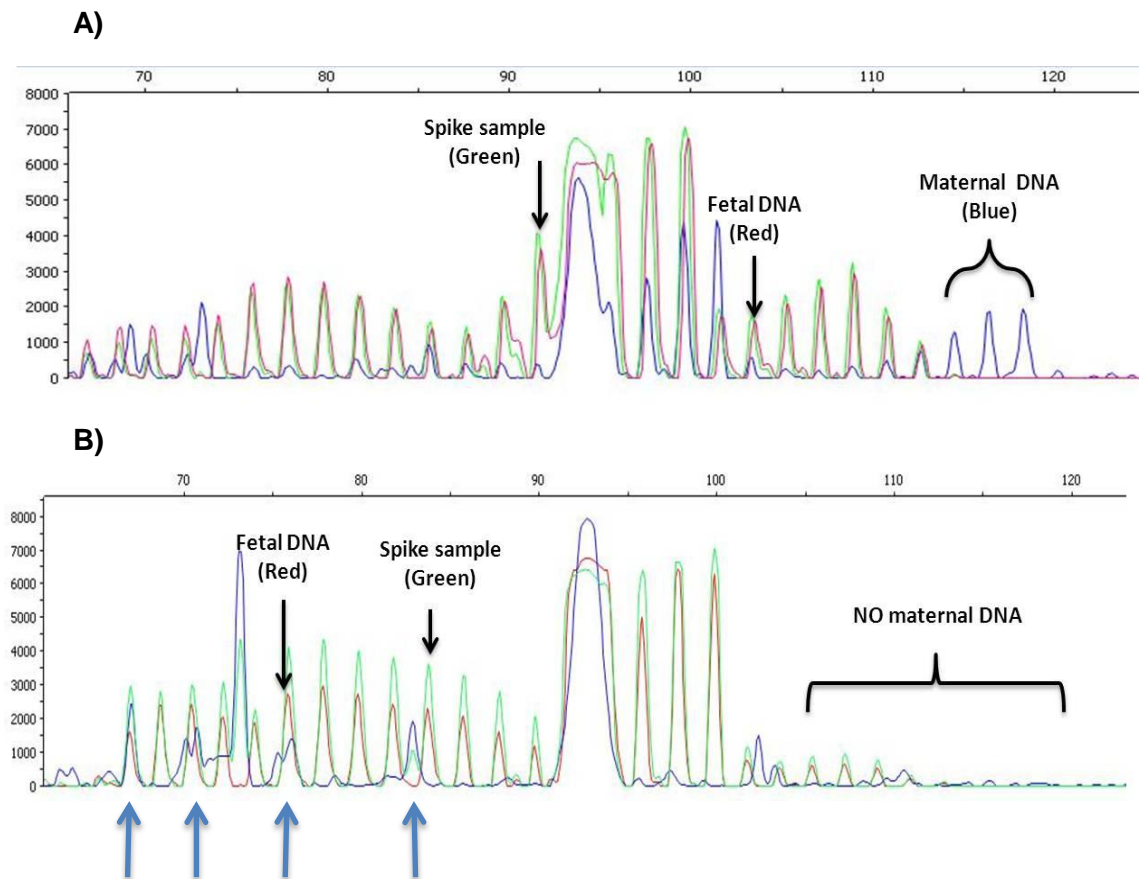 A)
70 80 90 100 110 120
8000
7000
6000
5000
4000
3000
2000
1000
0
Spike sample
(Green)
Fetal DNA
(Red)
Maternal DNA
(Blue)
B)
70 80 90 100 110 120
8000
7000
6000
5000
4000
3000
2000
1000
0
Fetal DNA
(Red)
Spike sample
(Green)
NO maternal DNA